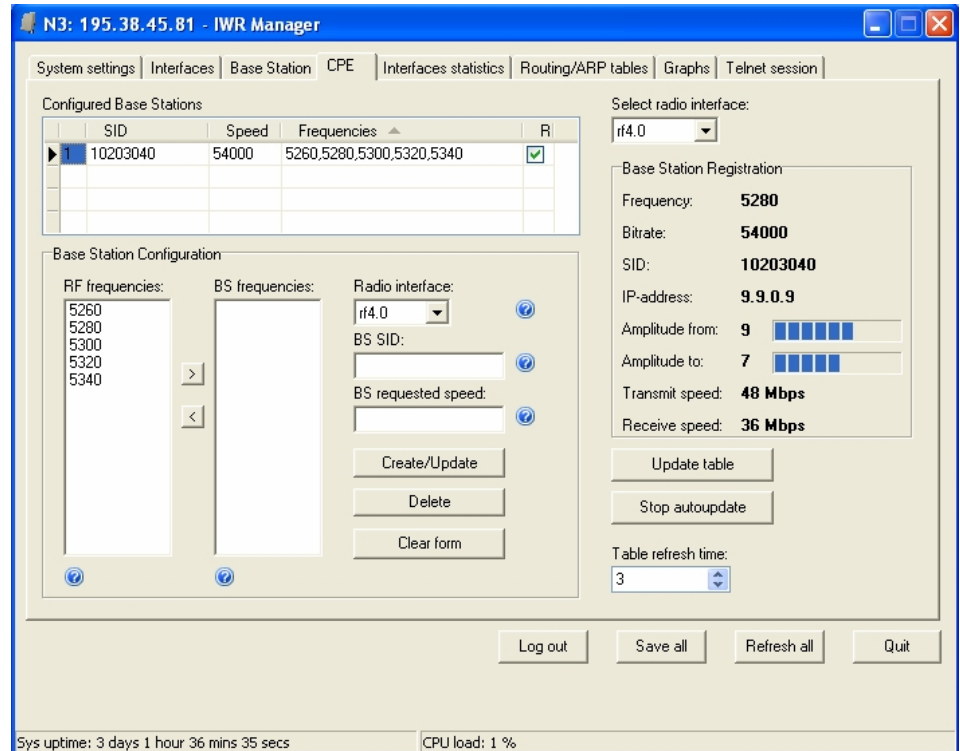 N3: 195.38.45.81 - IWR Manager
System settings
Interfaces
Base Station
CPE
Interfaces statistics
Routing/ARP tables
Graphs
Telnet session
Configured Base Stations
SID Speed Frequencies R
1 10203040 54000 5260,5280,5300,5320,5340
Base Station Configuration
RF frequencies:
5260
5280
5300
5320
5340
>
<
BS frequencies:
Radio interface:
rf4.0
BS SID:
BS requested speed:
Create/Update
Delete
Clear form
?
?
?
?
?
Select radio interface:
rf4.0
Base Station Registration
Frequency: 5280
Bitrate: 54000
SID: 10203040
IP-address: 9.9.0.9
Amplitude from: 9
Amplitude to: 7
Transmit speed: 48 Mbps
Receive speed: 36 Mbps
Update table
Stop autoupdate
Table refresh time:
3
Log out
Save all
Refresh all
Quit
Sys uptime: 3 days 1 hour 36 mins 35 secs
CPU load: 1 %